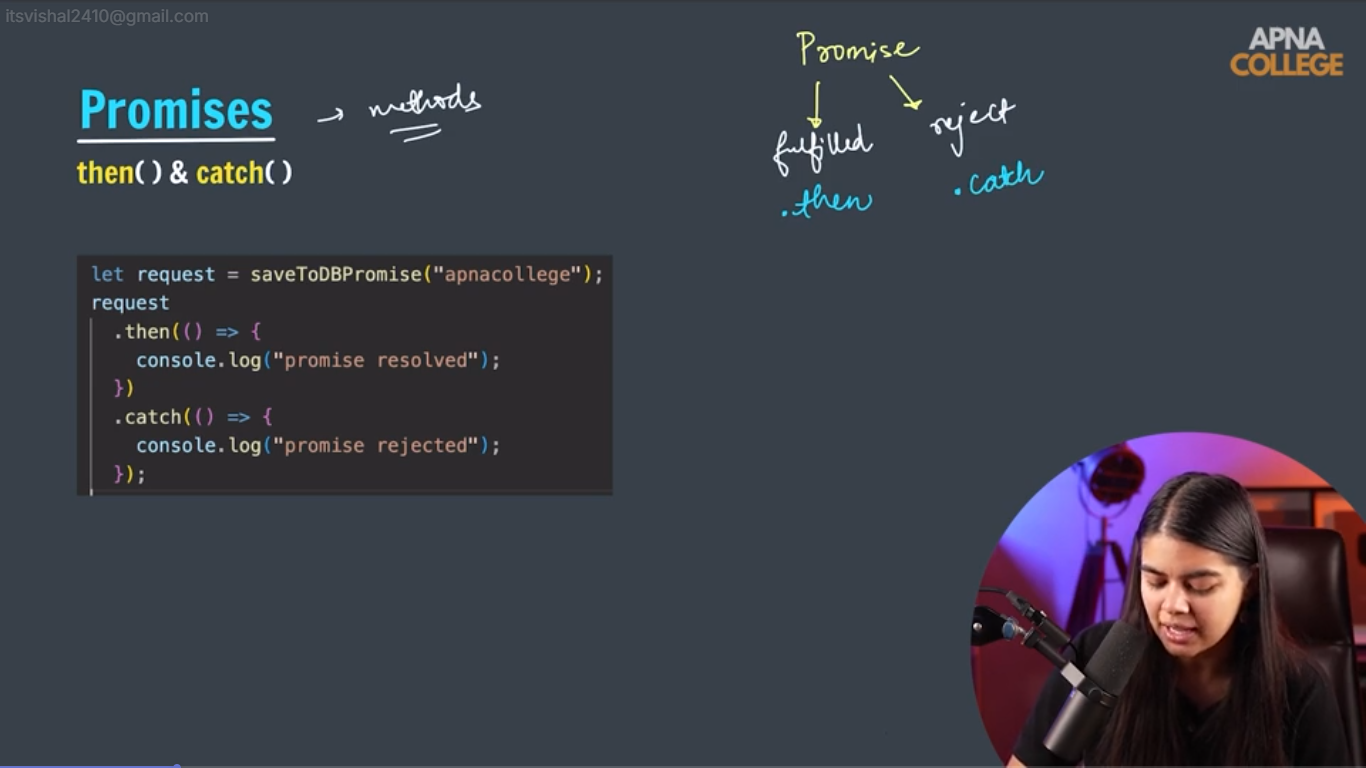 itsvishal2410@gmail.com
Promise
APNA
COLLEGE
Promises → methods
fulfilled
reject
then() & catch()
.then
.catch
let request = saveToDBPromise("apnacollege");
request
.then(() => {
console.log("promise resolved");
})
.catch(() => {
console.log("promise rejected");
});